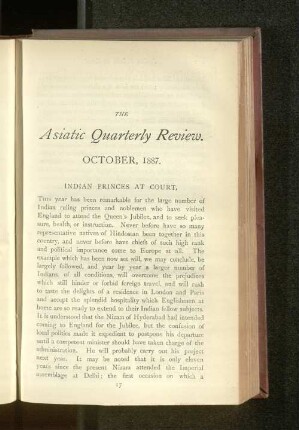 THE
Asiatic Quarterly Review.
OCTOBER, 1887.
INDIAN PRINCES AT COURT.
This year has been remarkable for the large number of
Indian ruling princes and noblemen who have visited
England to attend the Queen's Jubilee, and to seek plea-
sure, health, or instruction. Never before have so many
representative natives of Hindostan been together in this
country, and never before have chiefs of such high rank
and political importance come to Europe at all. The
example which has been now set will, we may conclude, be
largely followed, and year by year a larger number of
Indians, of all conditions, will overcome the prejudices
which still hinder or forbid foreign travel, and will rush
to taste the delights of a residence in London and Paris
and accept the splendid hospitality which Englishmen at
home are so ready to extend to their Indian fellow subjects.
It is understood that the Nizam of Hyderabad had intended
coming to England for the Jubilee, but the confusion of
local politics made it expedient to postpone his departure
until a competent minister should have taken charge of the
administration. He will probably carry out his project
next year. It may be noted that it is only eleven
years since the present Nizam attended the Imperial
assemblage at Delhi; the first occasion on which a
17